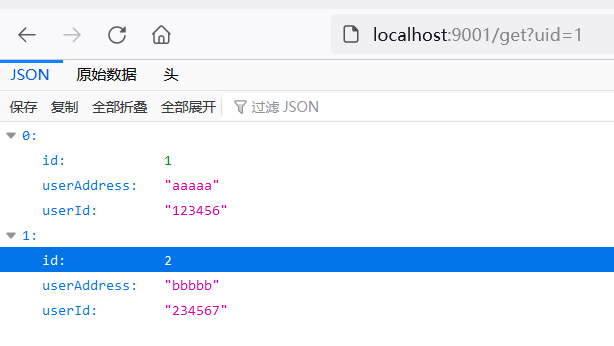 localhost:9001/get?uid=1
JSON 原始数据 头
保存 复制 全部折叠 全部展开 过滤 JSON
0:
id: 1
userAddress: "aaaaa"
userId: "123456"
1:
id: 2
userAddress: "bbbbb"
userId: "234567"